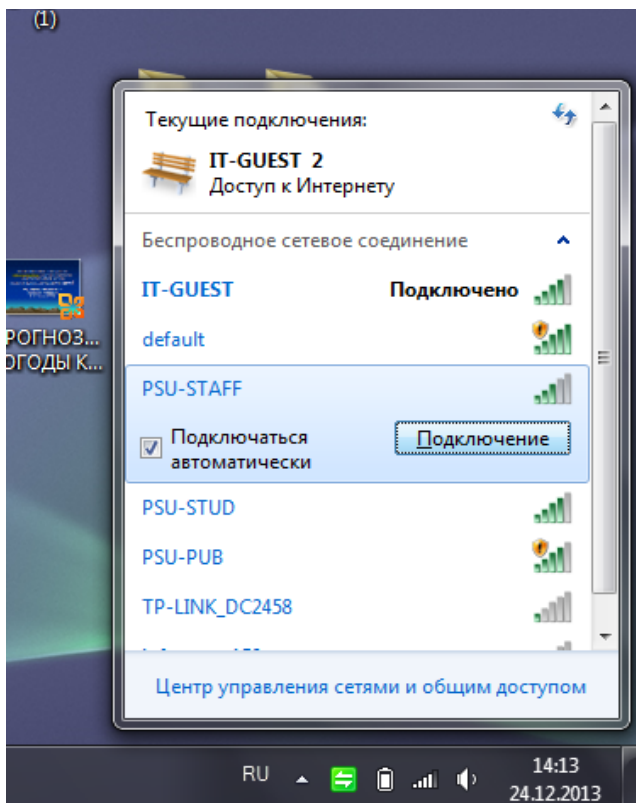 (1)
Текущие подключения:
IT-GUEST 2
Доступ к Интернету
Беспроводное сетевое соединение
IT-GUEST Подключено
default
PSU-STAFF
Подключаться
автоматически
Подключение
PSU-STUD
PSU-PUB
TP-LINK_DC2458
Центр управления сетями и общим доступом
РОГНОЗ...
ОГОДЫ К...
RU
14:13
24.12.2013